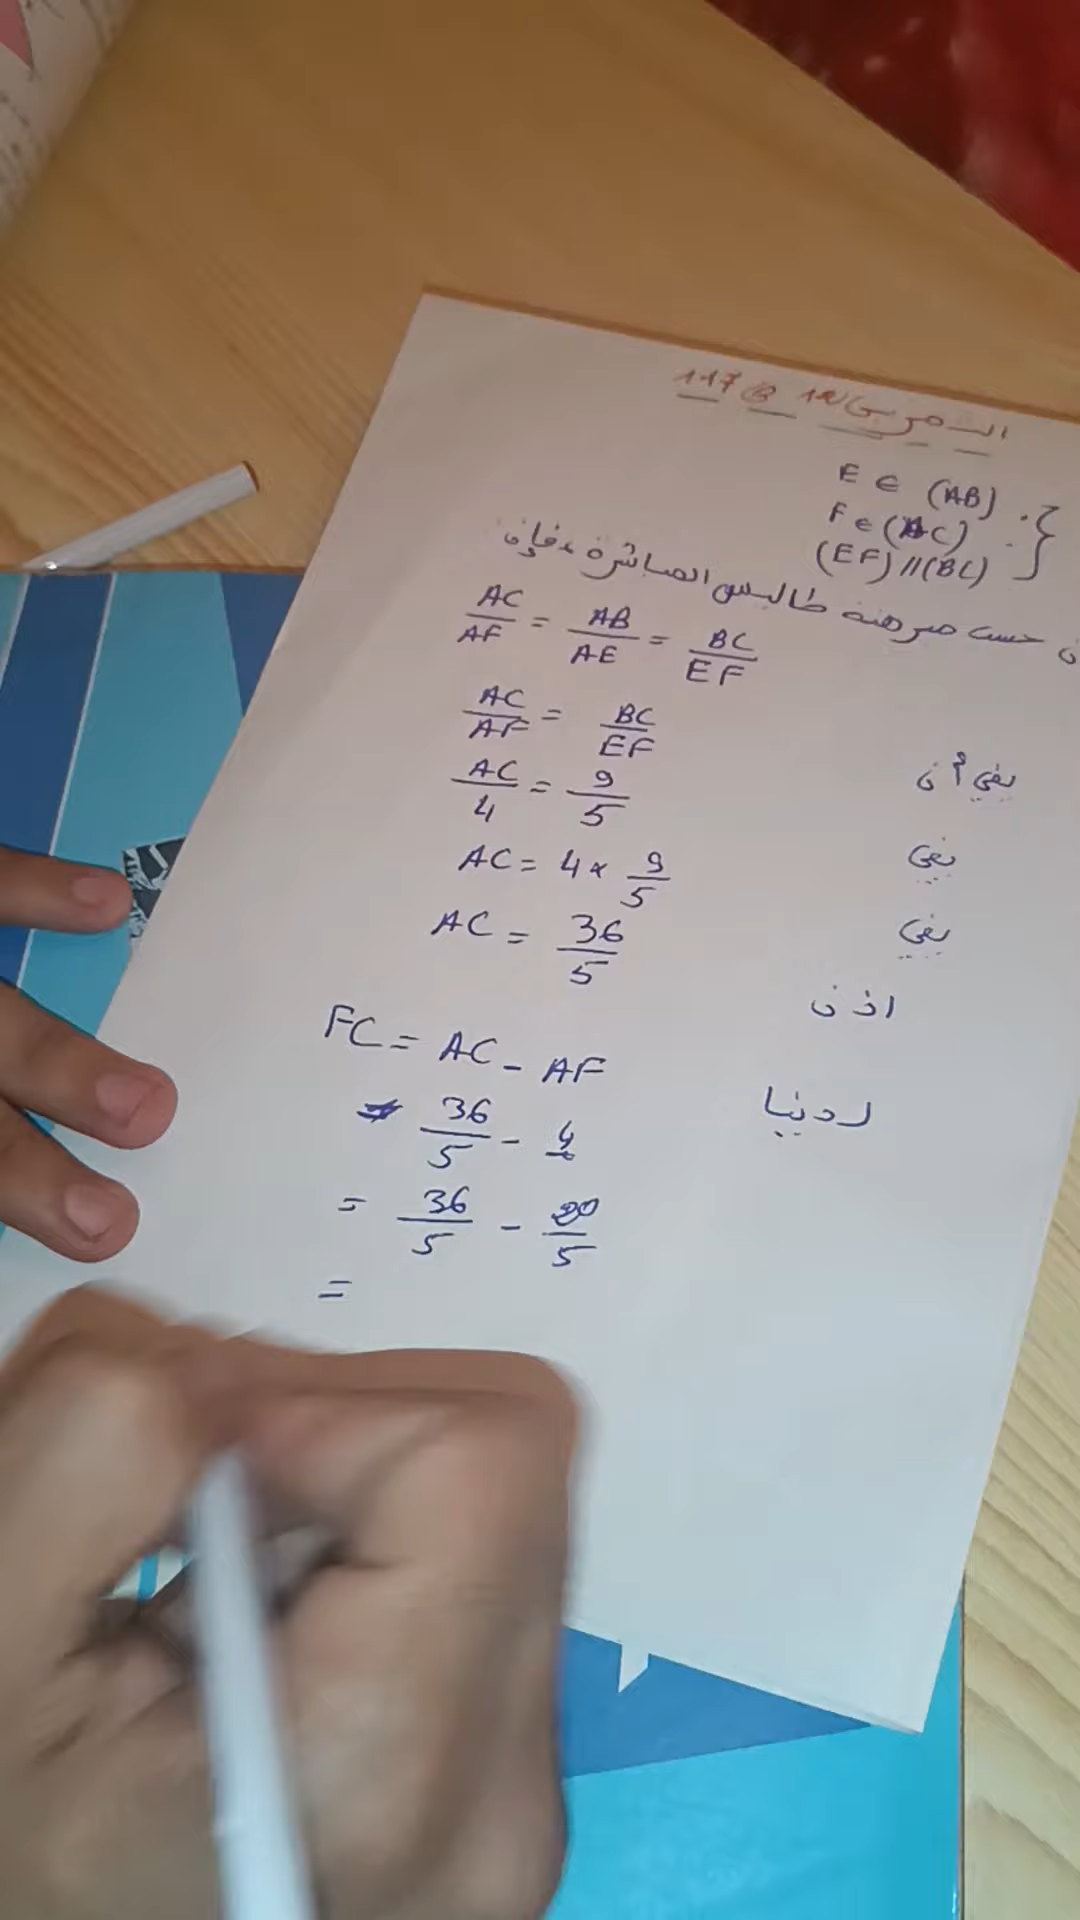 التمرين 12 ص 117
E ∈ (AB)
F ∈ (AC)
(EF) // (BC)
حسب مبرهنة طاليس المباشرة، فإن
AC/AF = AB/AE = BC/EF
يعني أن AC/AF = BC/EF
يعني AC/4 = 9/5
يعني AC = 4 × 9/5
اذن AC = 36/5
لدينا FC = AC - AF
36/5 - 4
= 36/5 - 20/5
=